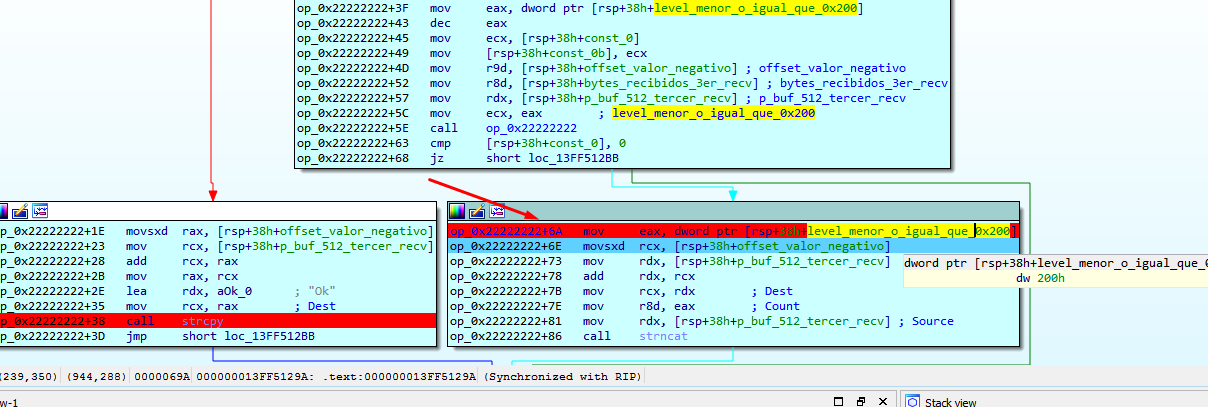 op_0x22222222+3F mov eax, dword ptr [rsp+38h+level_menor_o_igual_que_0x200]
op_0x22222222+43 dec eax
op_0x22222222+45 mov ecx, [rsp+38h+const_0]
op_0x22222222+49 mov [rsp+38h+const_0b], ecx
op_0x22222222+4D mov r9d, [rsp+38h+offset_valor_negativo] ; offset_valor_negativo
op_0x22222222+52 mov r8d, [rsp+38h+bytes_recibidos_3er_recv] ; bytes_recibidos_3er_recv
op_0x22222222+57 mov rdx, [rsp+38h+p_buf_512_tercer_recv] ; p_buf_512_tercer_recv
op_0x22222222+5C mov ecx, eax ; level_menor_o_igual_que_0x200
op_0x22222222+5E call op_0x22222222
op_0x22222222+63 cmp [rsp+38h+const_0], 0
op_0x22222222+68 jz short loc_13FF512BB
p_0x22222222+1E movsxd rax, [rsp+38h+offset_valor_negativo]
p_0x22222222+23 mov rcx, [rsp+38h+p_buf_512_tercer_recv]
p_0x22222222+28 add rcx, rax
p_0x22222222+2B mov rax, rcx
p_0x22222222+2E lea rdx, aOk_0 ; "Ok"
p_0x22222222+35 mov rcx, rax ; Dest
p_0x22222222+38 call strcpy
p_0x22222222+3D jmp short loc_13FF512BB
op_0x22222222+6A mov eax, dword ptr [rsp+38h+level_menor_o_igual_que_0x200]
op_0x22222222+6E movsxd rcx, [rsp+38h+offset_valor_negativo]
op_0x22222222+73 mov rdx, [rsp+38h+p_buf_512_tercer_recv]
op_0x22222222+78 add rdx, rcx
op_0x22222222+7B mov rcx, rdx ; Dest
op_0x22222222+7E mov r8d, eax ; Count
op_0x22222222+81 mov rdx, [rsp+38h+p_buf_512_tercer_recv] ; Source
op_0x22222222+86 call strncat
dword ptr [rsp+38h+level_menor_o_igual_que_0
dw 200h
(239,350) (944,288) 0000069A 000000013FF5129A: .text:000000013FF5129A (Synchronized with RIP)
w-1
Stack view